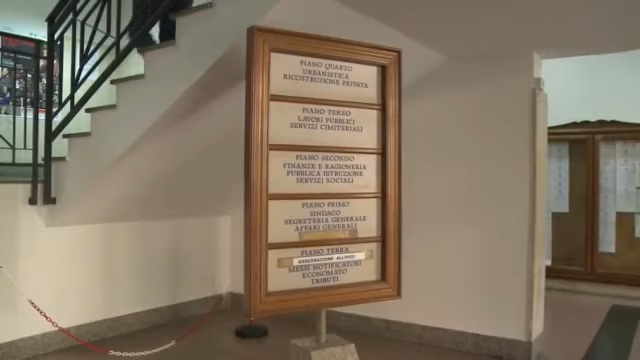 PIANO QUARTO
URBANISTICA
RICOSTRUZIONE PRIVATA
PIANO TERZO
LAVORI PUBBLICI
SERVIZI CIMITERIALI
PIANO SECONDO
FINANZE E RAGIONERIA
PUBBLICA ISTRUZIONE
SERVIZI SOCIALI
PIANO PRIMO
SINDACO
SEGRETERIA GENERALE
AFFARI GENERALI
PIANO TERRA
ASSEGNAZIONE ALLOGGI
MESSI NOTIFICATORI
ECONOMATO
TRIBUTI